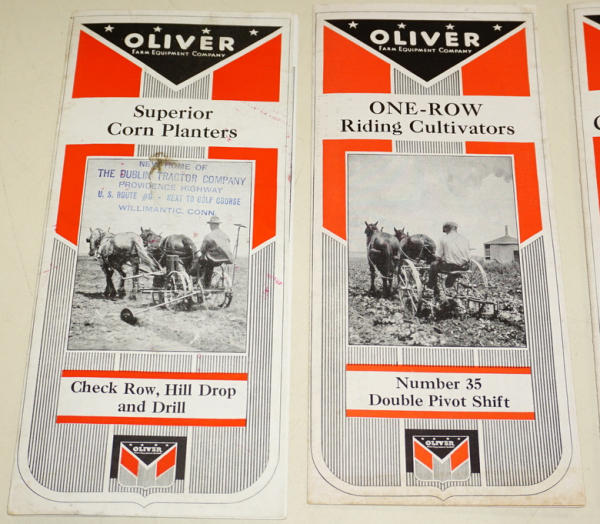 OLIVER
FARM EQUIPMENT COMPANY
Superior
Corn Planters
NEW HOME OF
THE DUBLIN TRACTOR COMPANY
PROVIDENCE HIGHWAY
U. S. ROUTE #6 - NEXT TO GOLF COURSE
WILLIMANTIC, CONN.
Check Row, Hill Drop
and Drill
OLIVER
OLIVER
FARM EQUIPMENT COMPANY
ONE-ROW
Riding Cultivators
Number 35
Double Pivot Shift
OLIVER